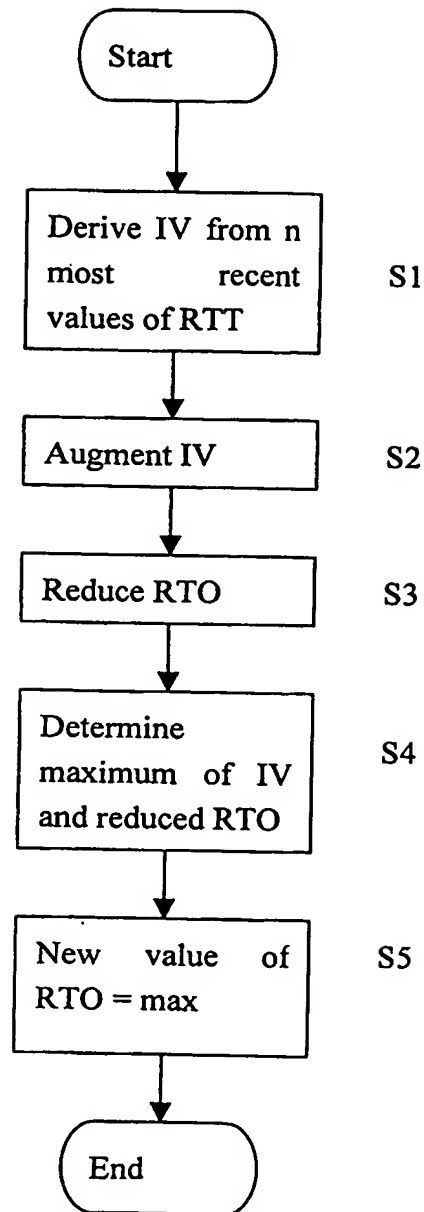 Start
Derive IV from n
most recent
values of RTT
S1
Augment IV
S2
Reduce RTO
S3
Determine
maximum of IV
and reduced RTO
S4
New value of
RTO = max
S5
End